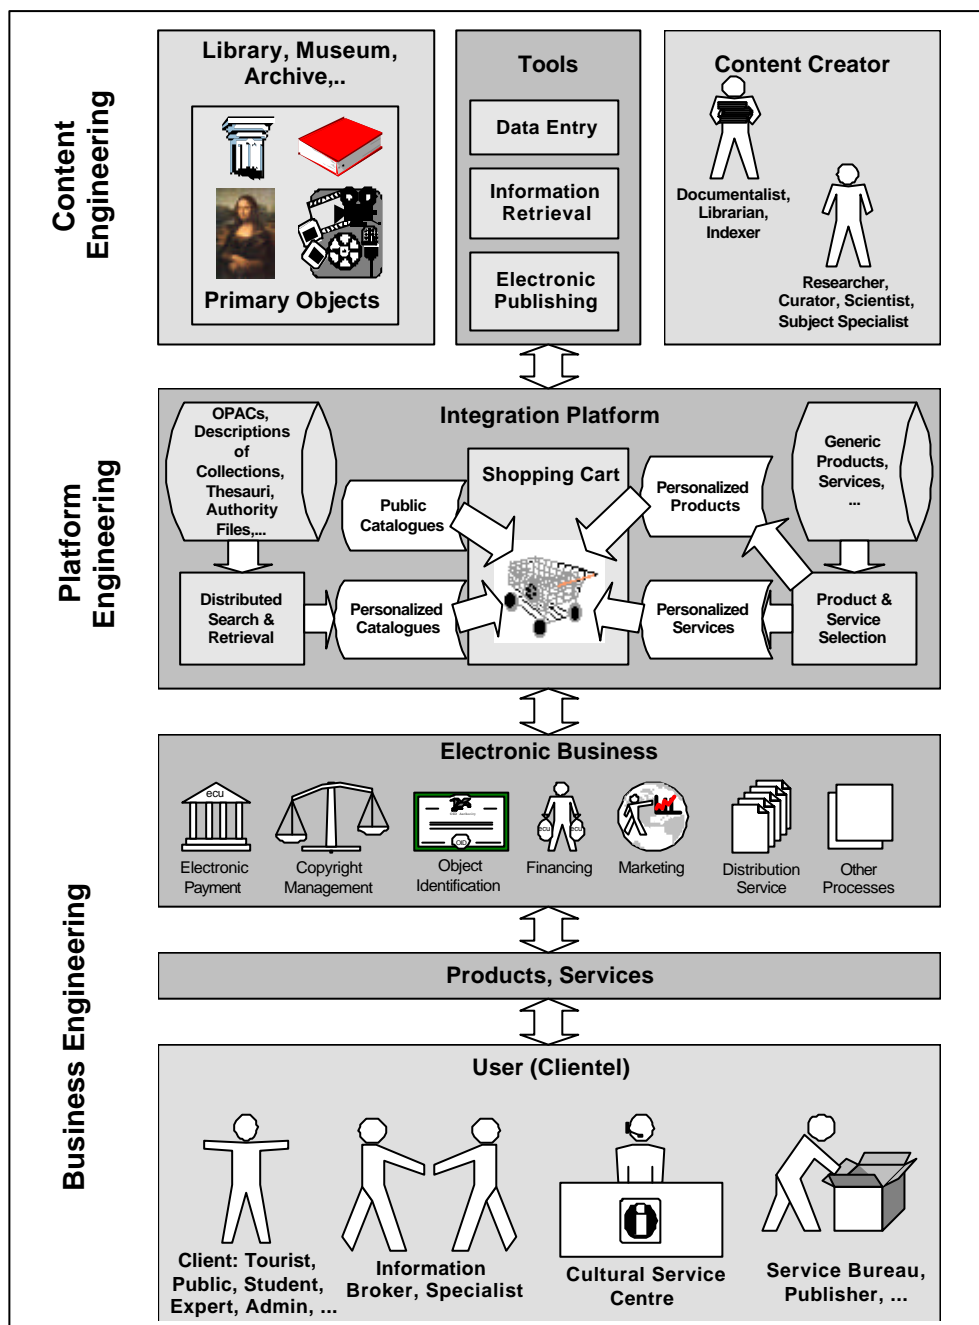 Content
Engineering
Library, Museum,
Archive,..
Primary Objects
Tools
Data Entry
Information
Retrieval
Electronic
Publishing
Content Creator
Documentalist,
Librarian,
Indexer
Researcher,
Curator, Scientist,
Subject Specialist
Platform
Engineering
Integration Platform
OPACs,
Descriptions
of
Collections,
Thesauri,
Authority
Files,...
Distributed
Search &
Retrieval
Public
Catalogues
Personalized
Catalogues
Shopping Cart
Personalized
Products
Personalized
Services
Generic
Products,
Services,
...
Product &
Service
Selection
Business Engineering
Electronic Business
ecu
Electronic
Payment
Copyright
Management
OID
Object
Identification
ecu
ecu
Financing
Marketing
Distribution
Service
Other
Processes
Products, Services
User (Clientel)
Client: Tourist,
Public, Student,
Expert, Admin, ...
Information
Broker, Specialist
i
Cultural Service
Centre
Service Bureau,
Publisher, ...